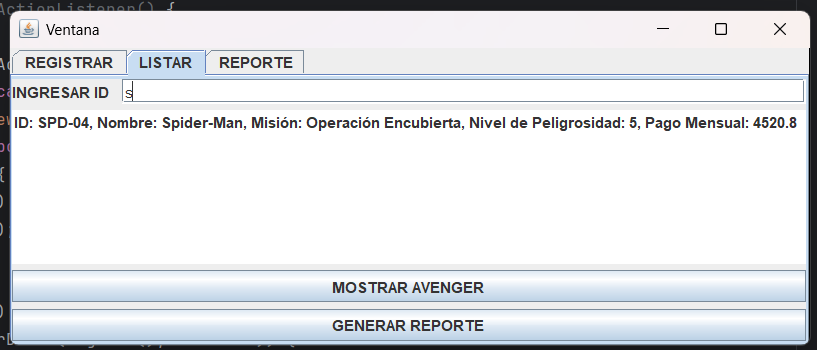 ActionListener() {
Ventana
REGISTRAR LISTAR REPORTE
INGRESAR ID s
ID: SPD-04, Nombre: Spider-Man, Misión: Operación Encubierta, Nivel de Peligrosidad: 5, Pago Mensual: 4520.8
MOSTRAR AVENGER
GENERAR REPORTE